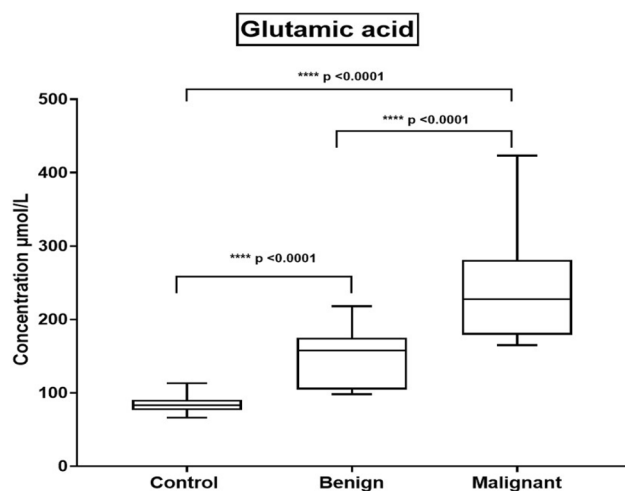 Glutamic acid
**** p <0.0001
500
**** p <0.0001
400
Concentration µmol/L
300
**** p <0.0001
200
100
0
Control Benign Malignant